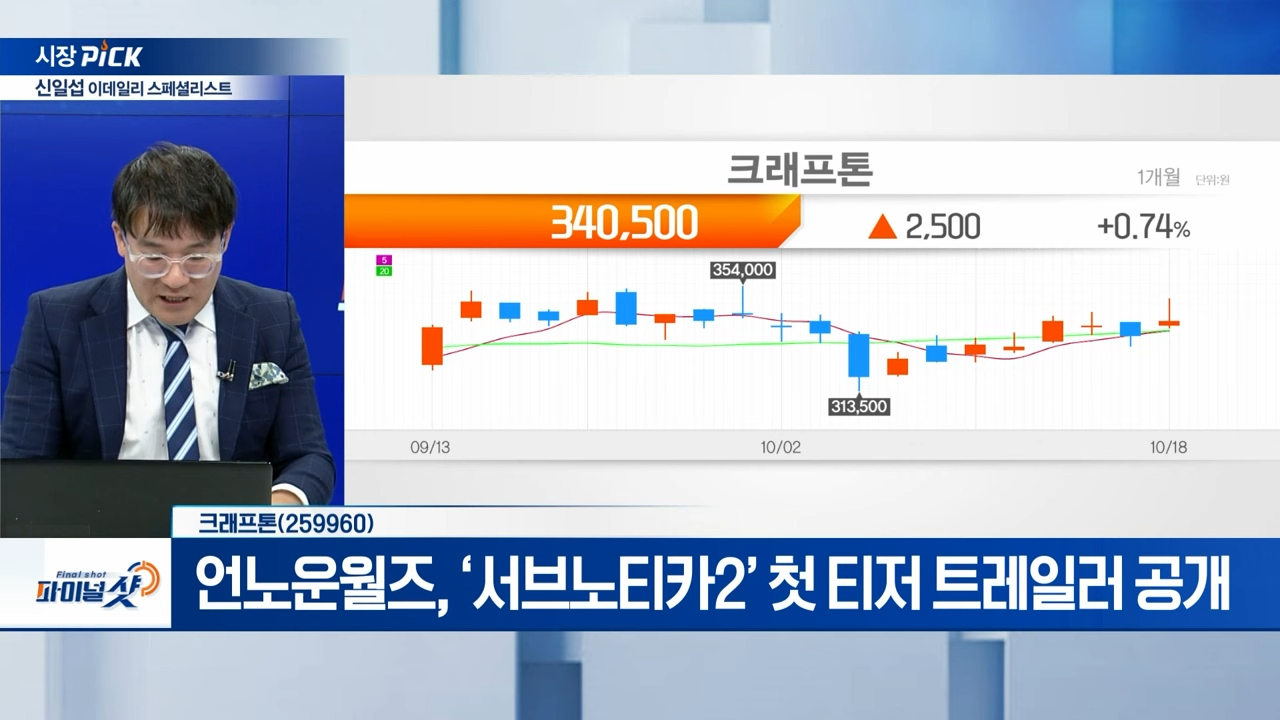 시장 PiCK
신일섭 이데일리 스페셜리스트
크래프톤
1개월 단위:원
340,500
▲ 2,500
+0.74%
5
20
354,000
313,500
09/13
10/02
10/18
크래프톤(259960)
Final shot
파이널샷
언노운월즈, ‘서브노티카2’ 첫 티저 트레일러 공개